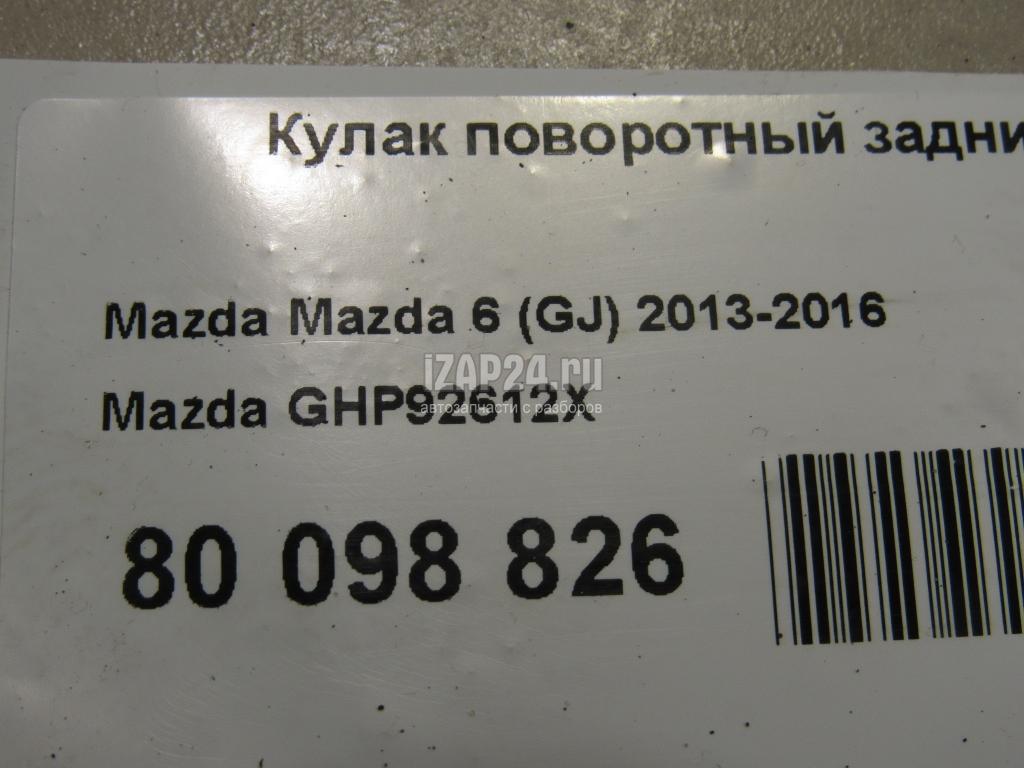 Кулак поворотный задни
Mazda Mazda 6 (GJ) 2013-2016
iZAP24.ru
автозапчасти с разборов
Mazda GHP92612X
80 098 826